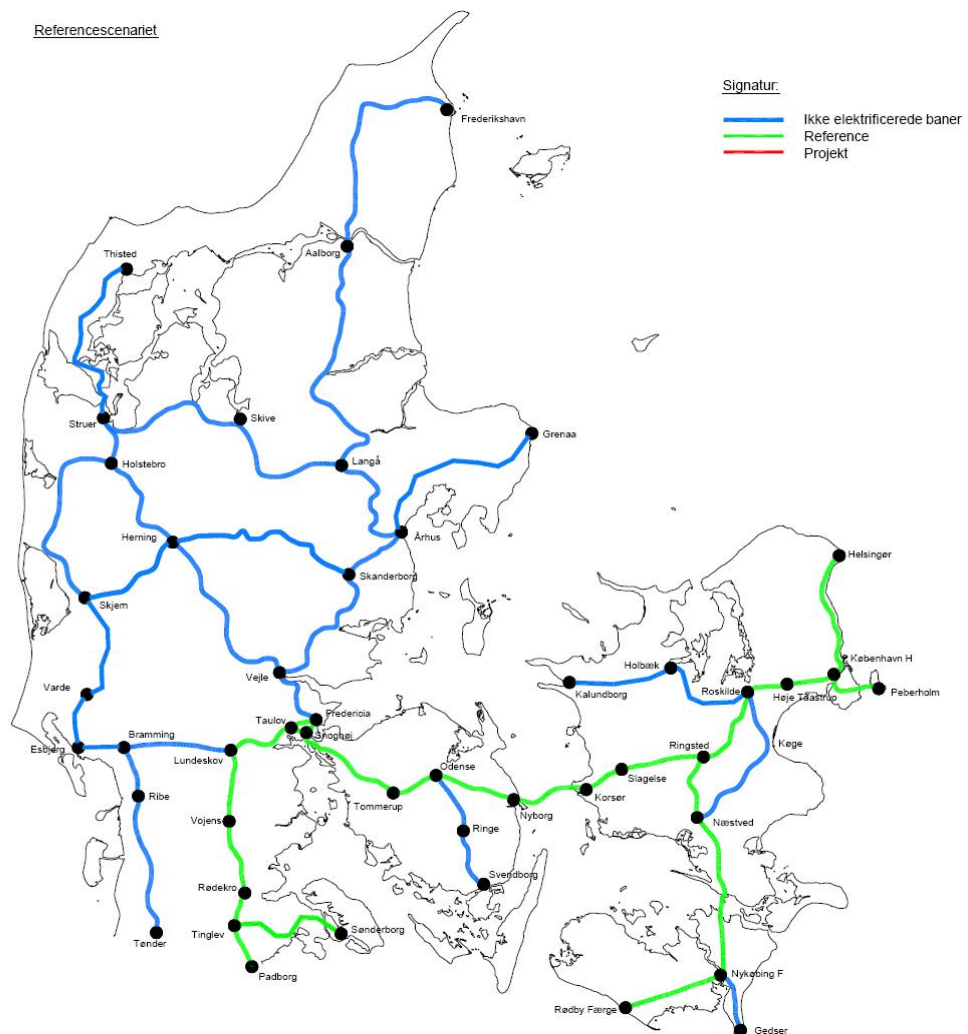 Referencescenariet
Signatur:
Ikke elektrificerede baner
Reference
Projekt
Frederikshavn
Aalborg
Thisted
Struer
Skive
Grenaa
Holstebro
Langå
Århus
Herning
Skanderborg
Skjem
Helsingør
Vejle
Holbæk
København H
Kalundborg
Roskilde
Høje Tåastrup
Peberholm
Varde
Fredericia
Taulov
Snoghøj
Esbjerg
Bramming
Lundeskov
Køge
Ringsted
Odense
Slagelse
Korsør
Ribe
Tommerup
Nyborg
Vojens
Ringe
Næstved
Svendborg
Rødekro
Tinglev
Sønderborg
Tønder
Padborg
Nykøbing F
Rødby Færge
Gedser